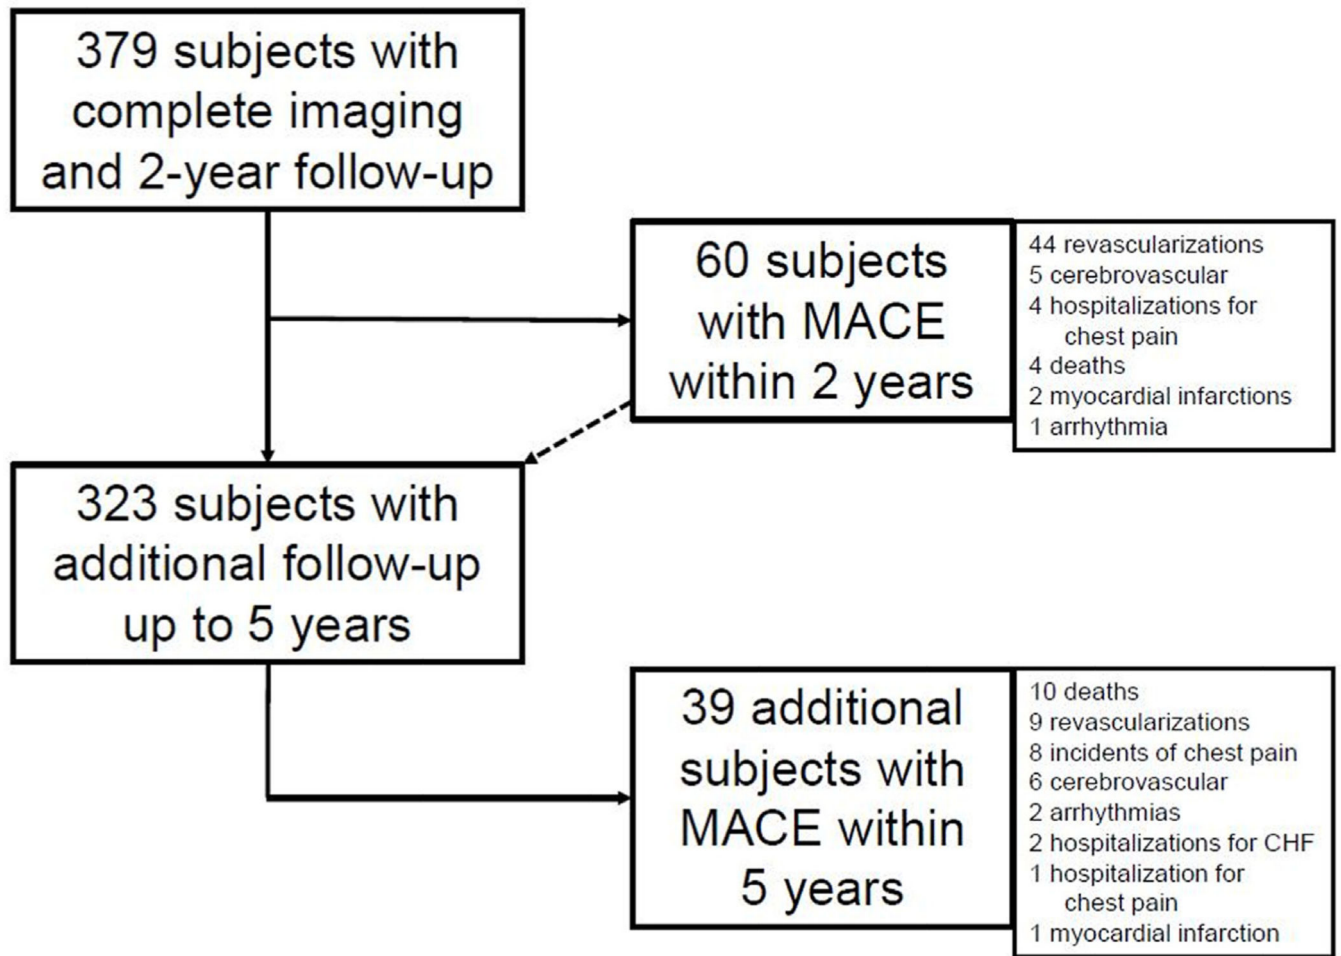 379 subjects with
complete imaging
and 2-year follow-up
60 subjects
with MACE
within 2 years
44 revascularizations
5 cerebrovascular
4 hospitalizations for
chest pain
4 deaths
2 myocardial infarctions
1 arrhythmia
323 subjects with
additional follow-up
up to 5 years
39 additional
subjects with
MACE within
5 years
10 deaths
9 revascularizations
8 incidents of chest pain
6 cerebrovascular
2 arrhythmias
2 hospitalizations for CHF
1 hospitalization for
chest pain
1 myocardial infarction